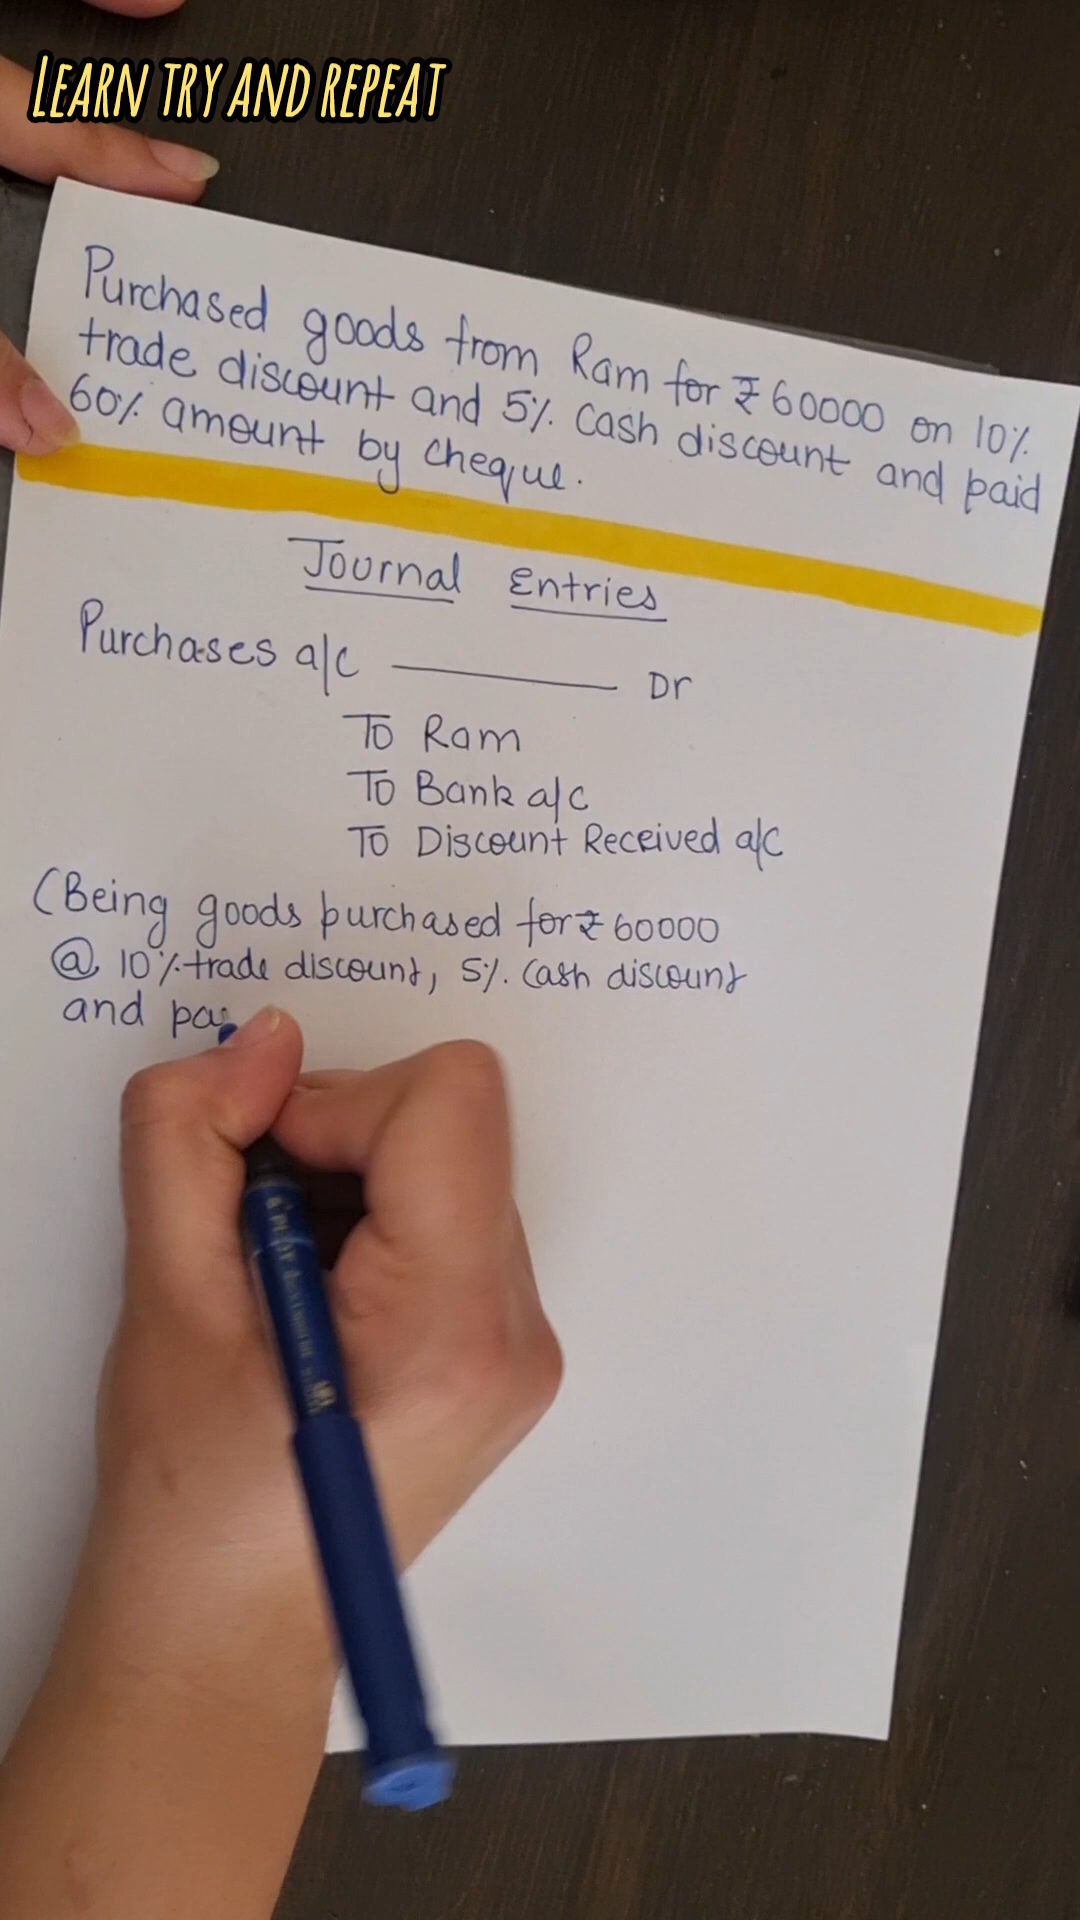 LEARN TRY AND REPEAT
Purchased goods from Ram for ₹60000 on 10%
trade discount and 5% cash discount and paid
60% amount by cheque.
Journal Entries
Purchases a/c Dr
To Ram
To Bank a/c
To Discount Received a/c
(Being goods purchased for ₹60000
@ 10% trade discount, 5% cash discount
and pa
PILOT